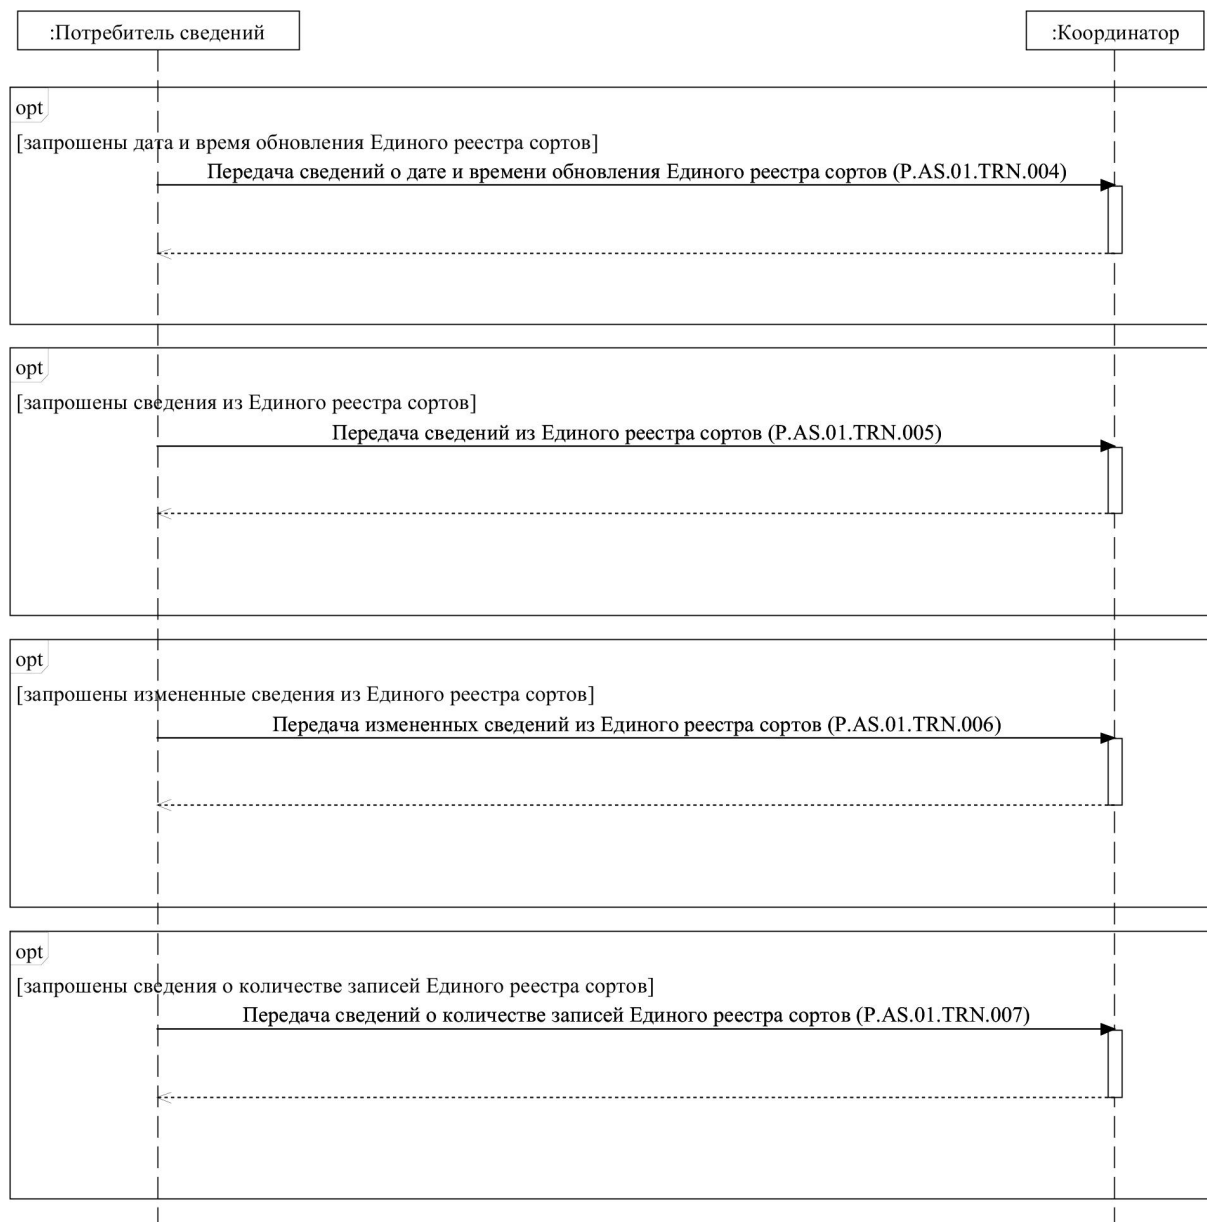 :Потребитель сведений
:Координатор
opt
[запрошены дата и время обновления Единого реестра сортов]
Передача сведений о дате и времени обновления Единого реестра сортов (P.AS.01.TRN.004)
opt
[запрошены сведения из Единого реестра сортов]
Передача сведений из Единого реестра сортов (P.AS.01.TRN.005)
opt
[запрошены измененные сведения из Единого реестра сортов]
Передача измененных сведений из Единого реестра сортов (P.AS.01.TRN.006)
opt
[запрошены сведения о количестве записей Единого реестра сортов]
Передача сведений о количестве записей Единого реестра сортов (P.AS.01.TRN.007)